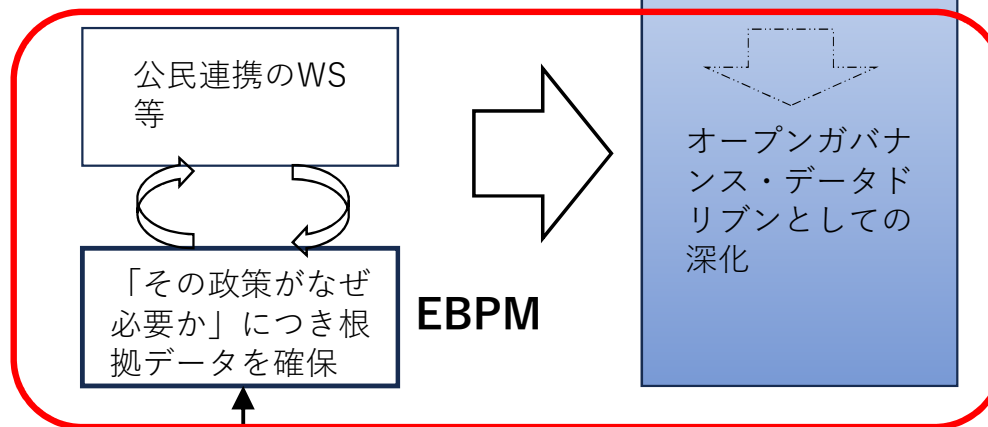 公民連携のWS
等
「その政策がなぜ
必要か」につき根
拠データを確保
EBPM
オープンガバナ
ンス・データド
リブンとしての
深化